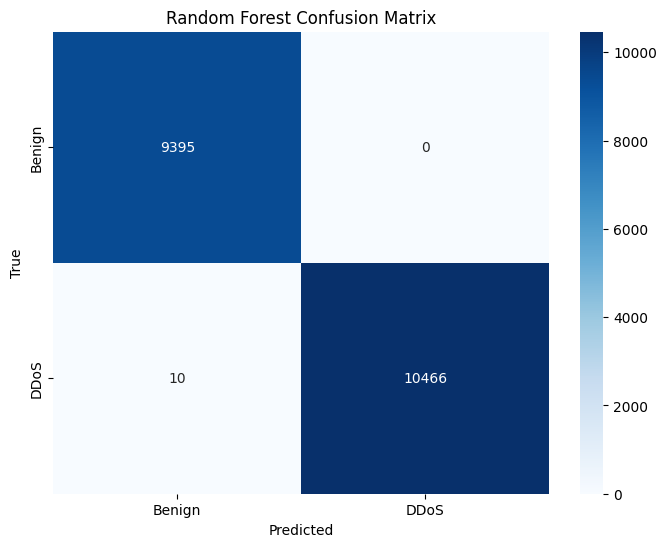 Random Forest Confusion Matrix
True
Benign
DDoS
9395
0
10
10466
Benign
DDoS
Predicted
10000
8000
6000
4000
2000
0